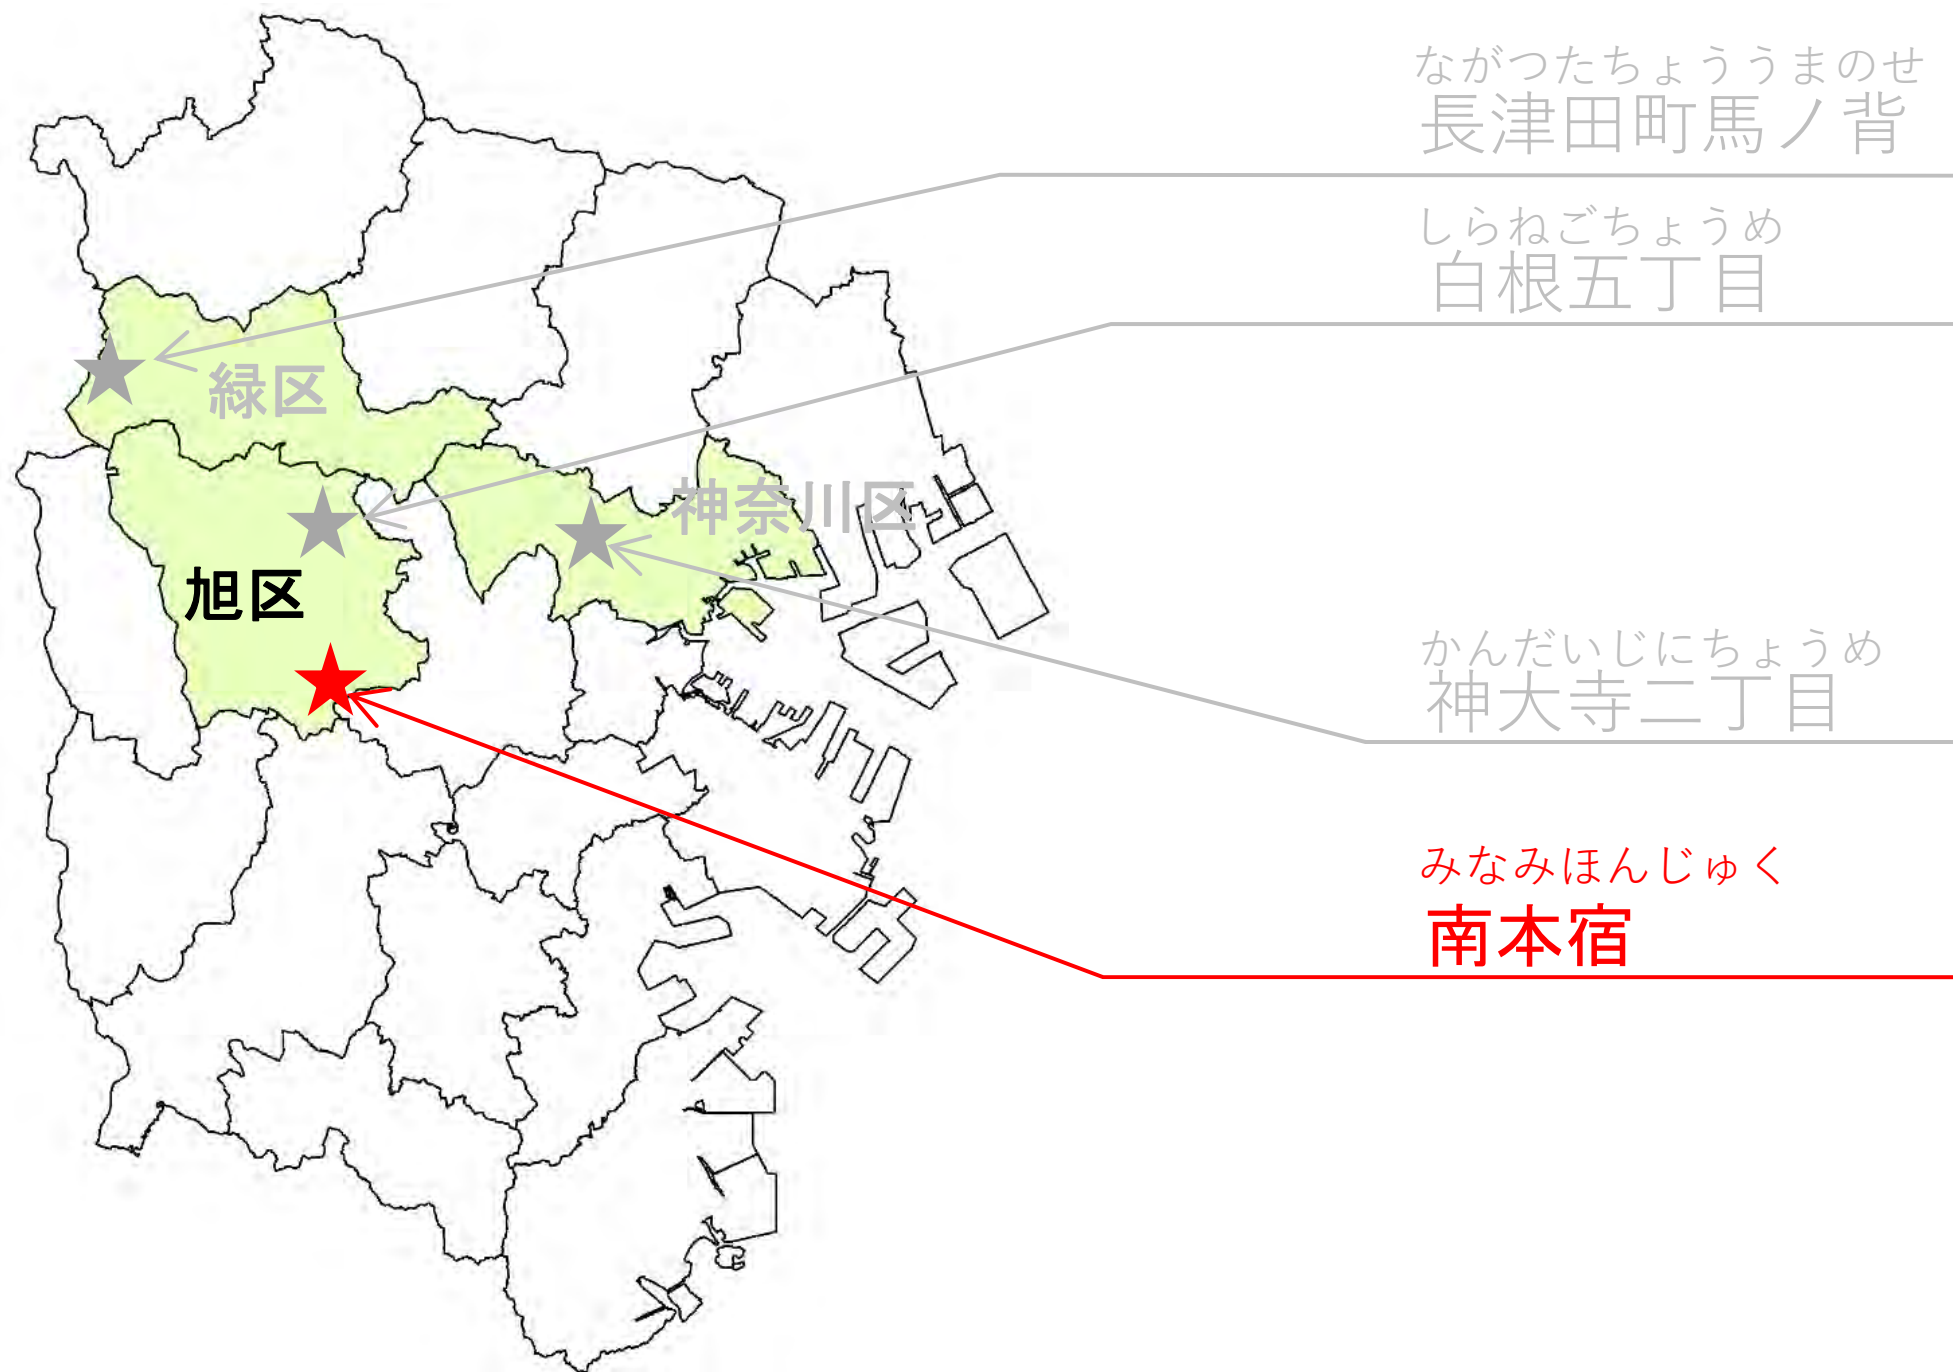 ながつたちょううまのせ
長津田町馬ノ背
しらねごちょうめ
白根五丁目
緑区
神奈川区
旭区
かんだいじにちょうめ
神大寺二丁目
みなみほんじゅく
南本宿